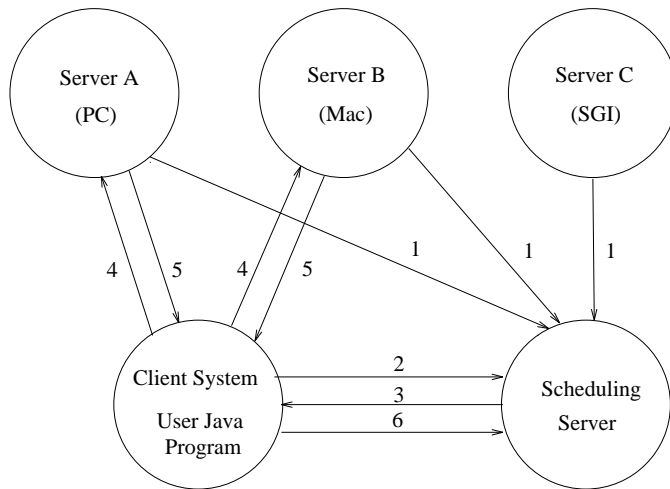 Server A
(PC)
Server B
(Mac)
Server C
(SGI)
1
1
1
4
5
4
5
2
3
6
Client System
User Java
Program
Scheduling
Server